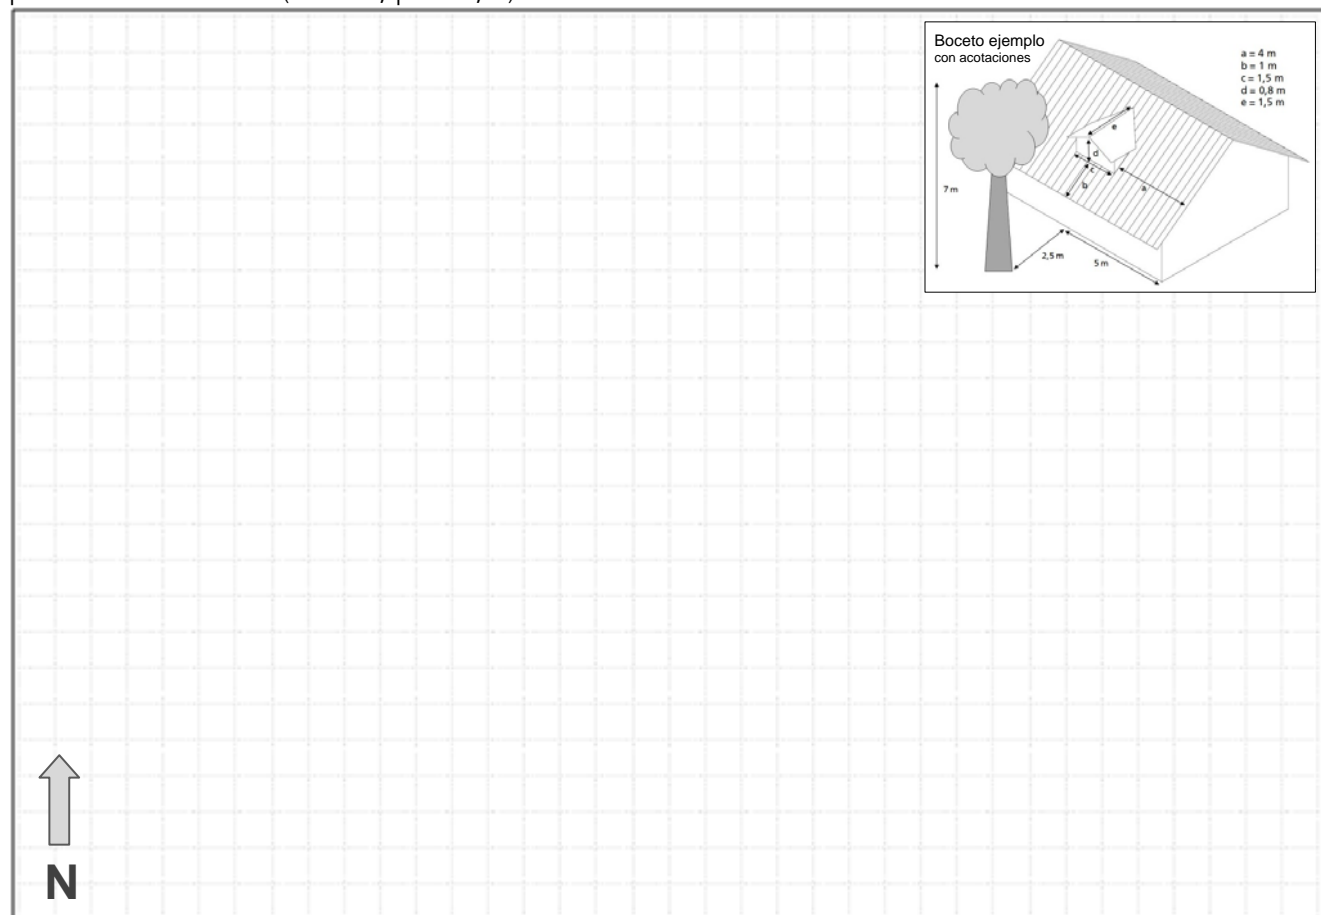 Boceto ejemplo
con acotaciones
a = 4 m
b = 1 m
c = 1,5 m
d = 0,8 m
e = 1,5 m
e
d
c
b
a
7 m
2,5 m
5 m
N